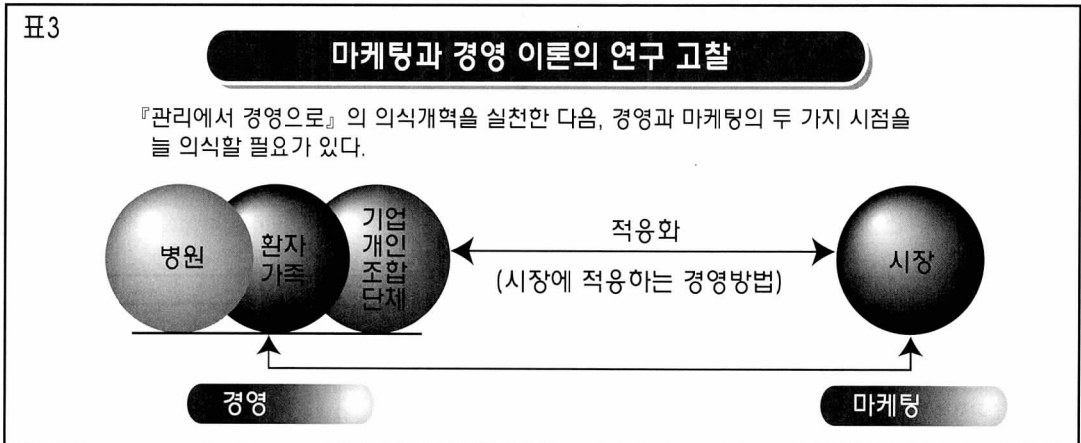 표3
마케팅과 경영 이론의 연구 고찰
『관리에서 경영으로』의 의식개혁을 실천한 다음, 경영과 마케팅의 두 가지 시점을
늘 의식할 필요가 있다.
병원
환자
가족
기업
개인
조합
단체
적용화
(시장에 적용하는 경영방법)
시장
경영
마케팅